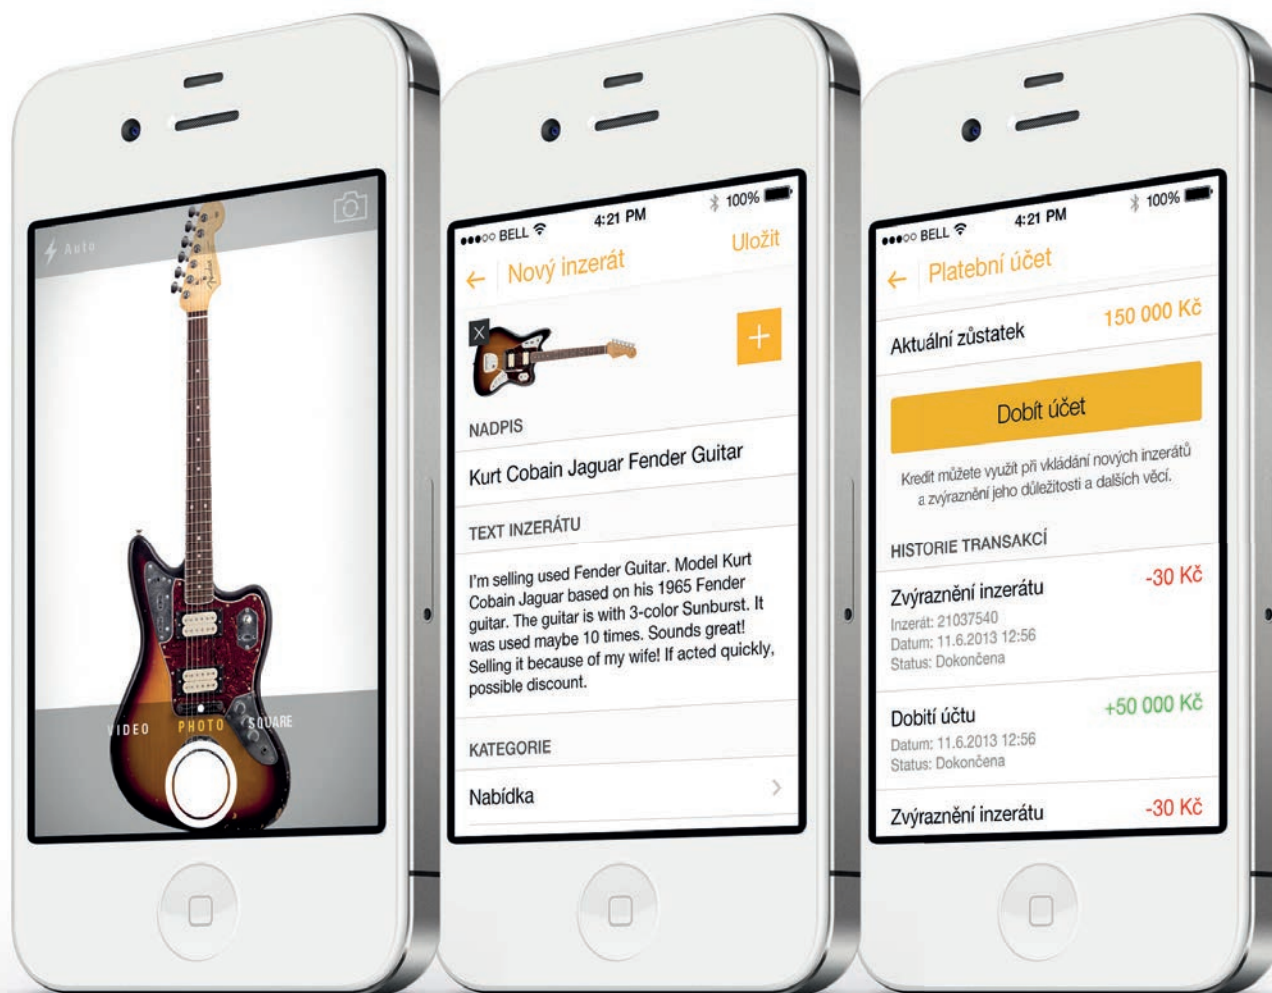 Auto
Fender
VIDEO PHOTO SQUARE
BELL 4:21 PM 100%
Nový inzerát Uložit
X
+
NADPIS
Kurt Cobain Jaguar Fender Guitar
TEXT INZERÁTU
I'm selling used Fender Guitar. Model Kurt
Cobain Jaguar based on his 1965 Fender
guitar. The guitar is with 3-color Sunburst. It
was used maybe 10 times. Sounds great!
Selling it because of my wife! If acted quickly,
possible discount.
KATEGORIE
Nabídka
BELL 4:21 PM 100%
Platební účet
Aktuální zůstatek 150 000 Kč
Dobít účet
Kredit můžete využít při vkládání nových inzerátů
a zvýraznění jeho důležitosti a dalších věcí.
HISTORIE TRANSAKCÍ
Zvýraznění inzerátu -30 Kč
Inzerát: 21037540
Datum: 11.6.2013 12:56
Status: Dokončena
Dobití účtu +50 000 Kč
Datum: 11.6.2013 12:56
Status: Dokončena
Zvýraznění inzerátu -30 Kč